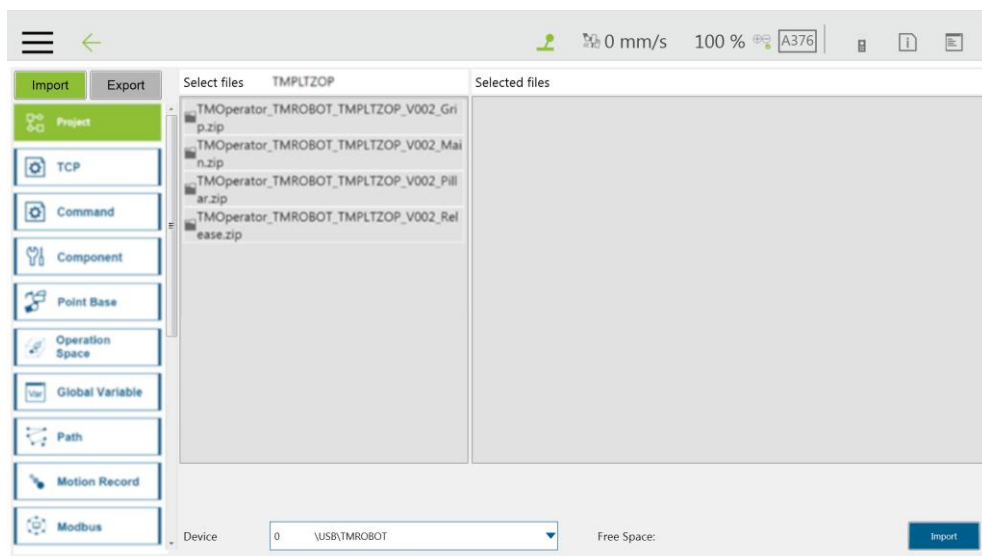 0 mm/s 100 % A376
Import Export
Select files TMPLTZOP Selected files
Project
TCP
Command
Component
Point Base
Operation
Space
Global Variable
Path
Motion Record
Modbus
TMOperator_TMROBOT_TMPLTZOP_V002_Gri
p.zip
TMOperator_TMROBOT_TMPLTZOP_V002_Mai
n.zip
TMOperator_TMROBOT_TMPLTZOP_V002_Pill
ar.zip
TMOperator_TMROBOT_TMPLTZOP_V002_Rel
ease.zip
Device 0 \USB\TMROBOT Free Space: Import